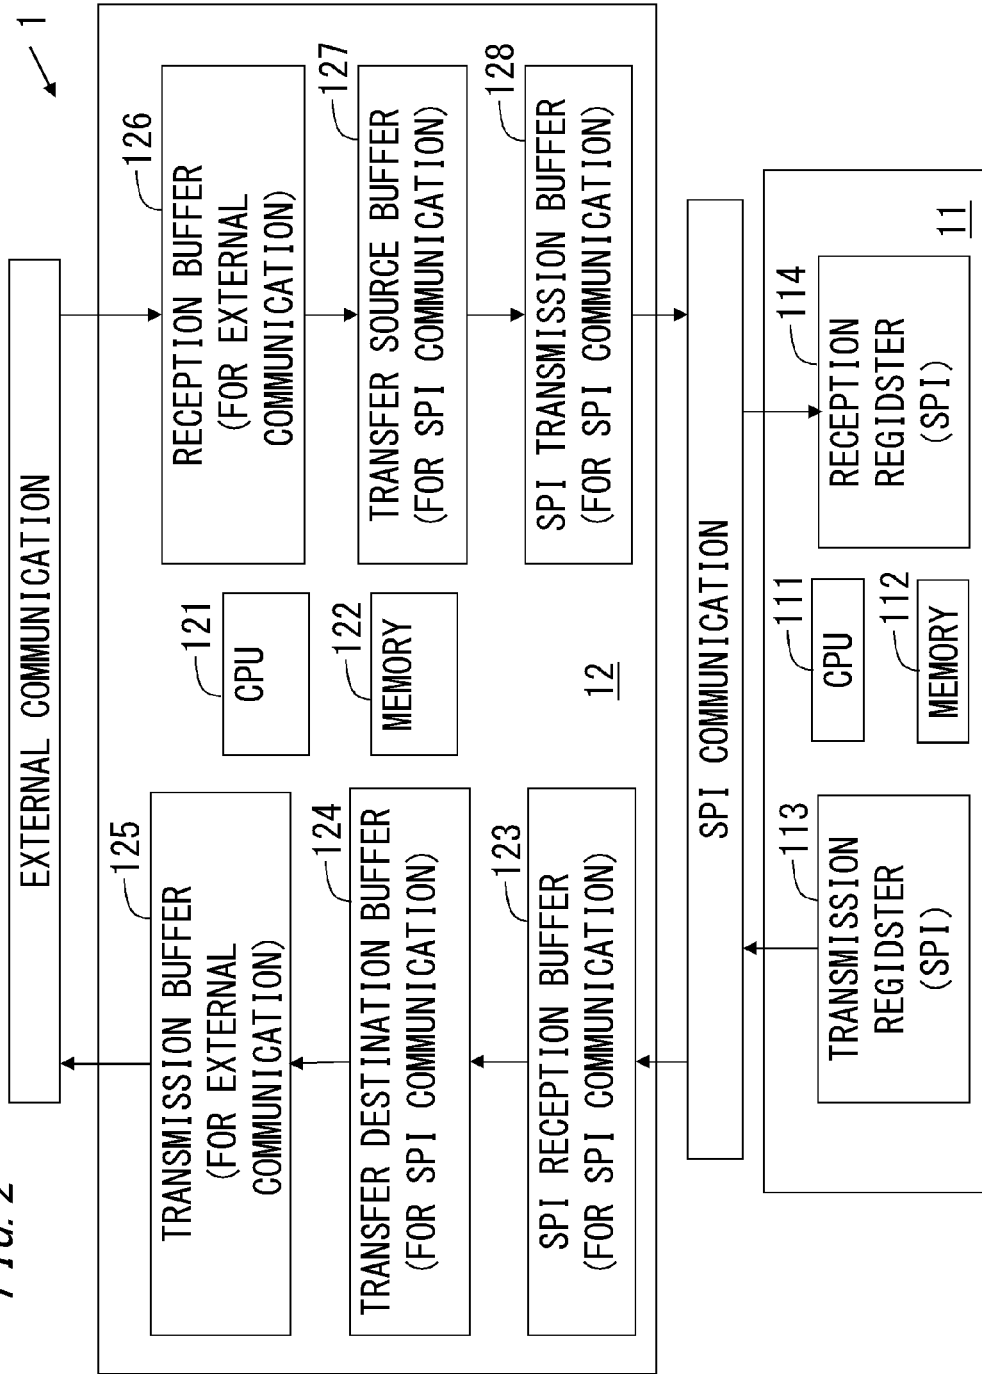 FIG. 2
1
EXTERNAL COMMUNICATION
125
TRANSMISSION BUFFER
(FOR EXTERNAL
COMMUNICATION)
124
TRANSFER DESTINATION BUFFER
(FOR SPI COMMUNICATION)
123
SPI RECEPTION BUFFER
(FOR SPI COMMUNICATION)
121
CPU
122
MEMORY
12
126
RECEPTION BUFFER
(FOR EXTERNAL
COMMUNICATION)
127
TRANSFER SOURCE BUFFER
(FOR SPI COMMUNICATION)
128
SPI TRANSMISSION BUFFER
(FOR SPI COMMUNICATION)
SPI COMMUNICATION
113
TRANSMISSION
REGIDSTER
(SPI)
111
CPU
112
MEMORY
114
RECEPTION
REGIDSTER
(SPI)
11